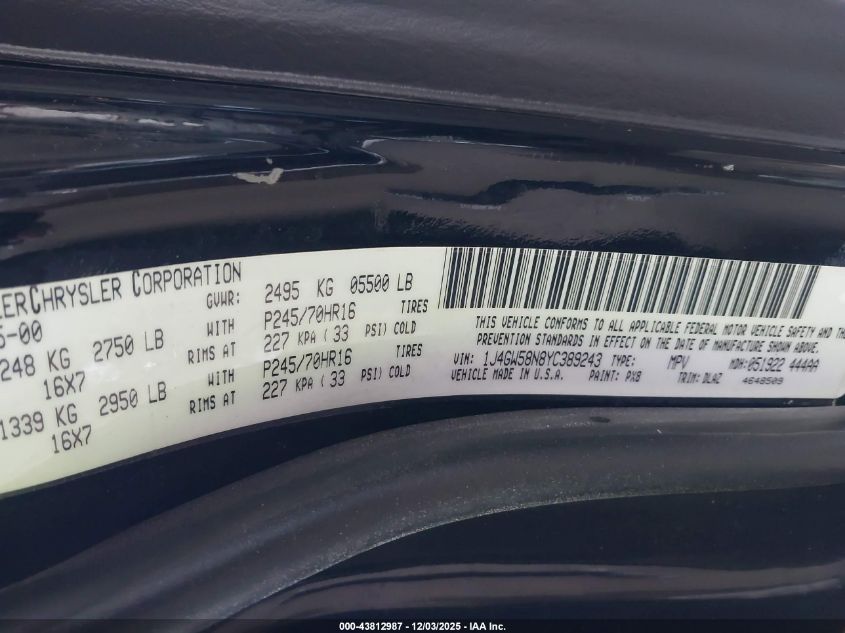 LERCHRYSLER CORPORATION
5-00 GVWR: 2495 KG 05500 LB
248 KG 2750 LB WITH P245/70HR16 TIRES
16X7 RIMS AT 227 KPA ( 33 PSI) COLD
1339 KG 2950 LB WITH P245/70HR16 TIRES
16X7 RIMS AT 227 KPA ( 33 PSI) COLD
THIS VEHICLE CONFORMS TO ALL APPLICABLE FEDERAL MOTOR VEHICLE SAFETY AND TH
PREVENTION STANDARDS IN EFFECT ON THE DATE OF MANUFACTURE SHOWN ABOVE.
VIN: 1J4GW58N8YC389243 TYPE: MPV MDH: 051922 444AA
VEHICLE MADE IN U.S.A. PAINT: PX8 TRIM: DLAZ 4648509
000-43812987 - 12/03/2025 - IAA Inc.